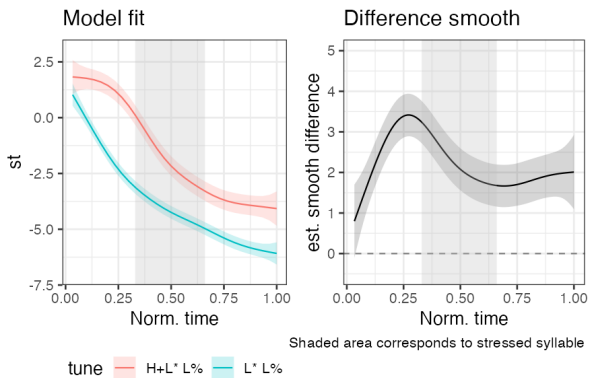 Model fit
st
2.5
0.0
-2.5
-5.0
-7.5
0.00 0.25 0.50 0.75 1.00
Norm. time
Difference smooth
est. smooth difference
5
4
3
2
1
0
0.00 0.25 0.50 0.75 1.00
Norm. time
Shaded area corresponds to stressed syllable
tune H+L* L% L* L%